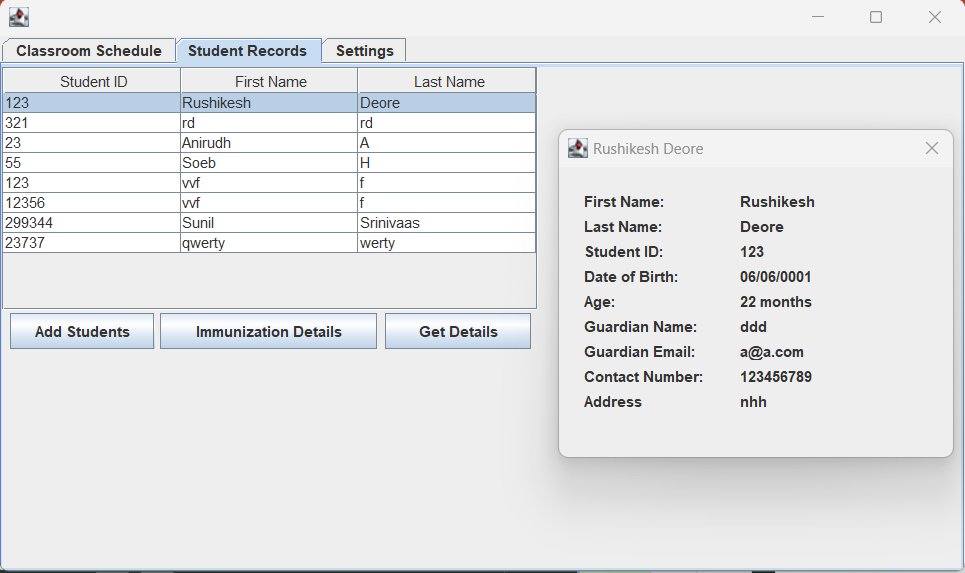 Classroom Schedule Student Records Settings
Student ID First Name Last Name
123 Rushikesh Deore
321 rd rd
23 Anirudh A
55 Soeb H
123 vvf f
12356 vvf f
299344 Sunil Srinivaas
23737 qwerty werty
Add Students Immunization Details Get Details
Rushikesh Deore
First Name: Rushikesh
Last Name: Deore
Student ID: 123
Date of Birth: 06/06/0001
Age: 22 months
Guardian Name: ddd
Guardian Email: a@a.com
Contact Number: 123456789
Address nhh